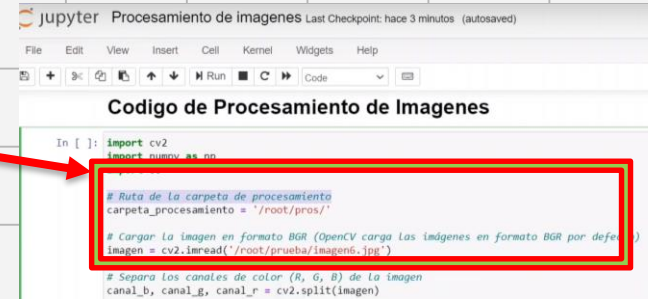 jupyter Procesamiento de imagenes Last Checkpoint: hace 3 minutos (autosaved)
File Edit View Insert Cell Kernel Widgets Help
Run Code
Codigo de Procesamiento de Imagenes
In [ ]: import cv2
import numpy as np
# Ruta de la carpeta de procesamiento
carpeta_procesamiento = '/root/pros/'
# Cargar la imagen en formato BGR (OpenCV carga las imágenes en formato BGR por defecto)
imagen = cv2.imread('/root/prueba/imagen6.jpg')
# Separa los canales de color (R, G, B) de la imagen
canal_b, canal_g, canal_r = cv2.split(imagen)